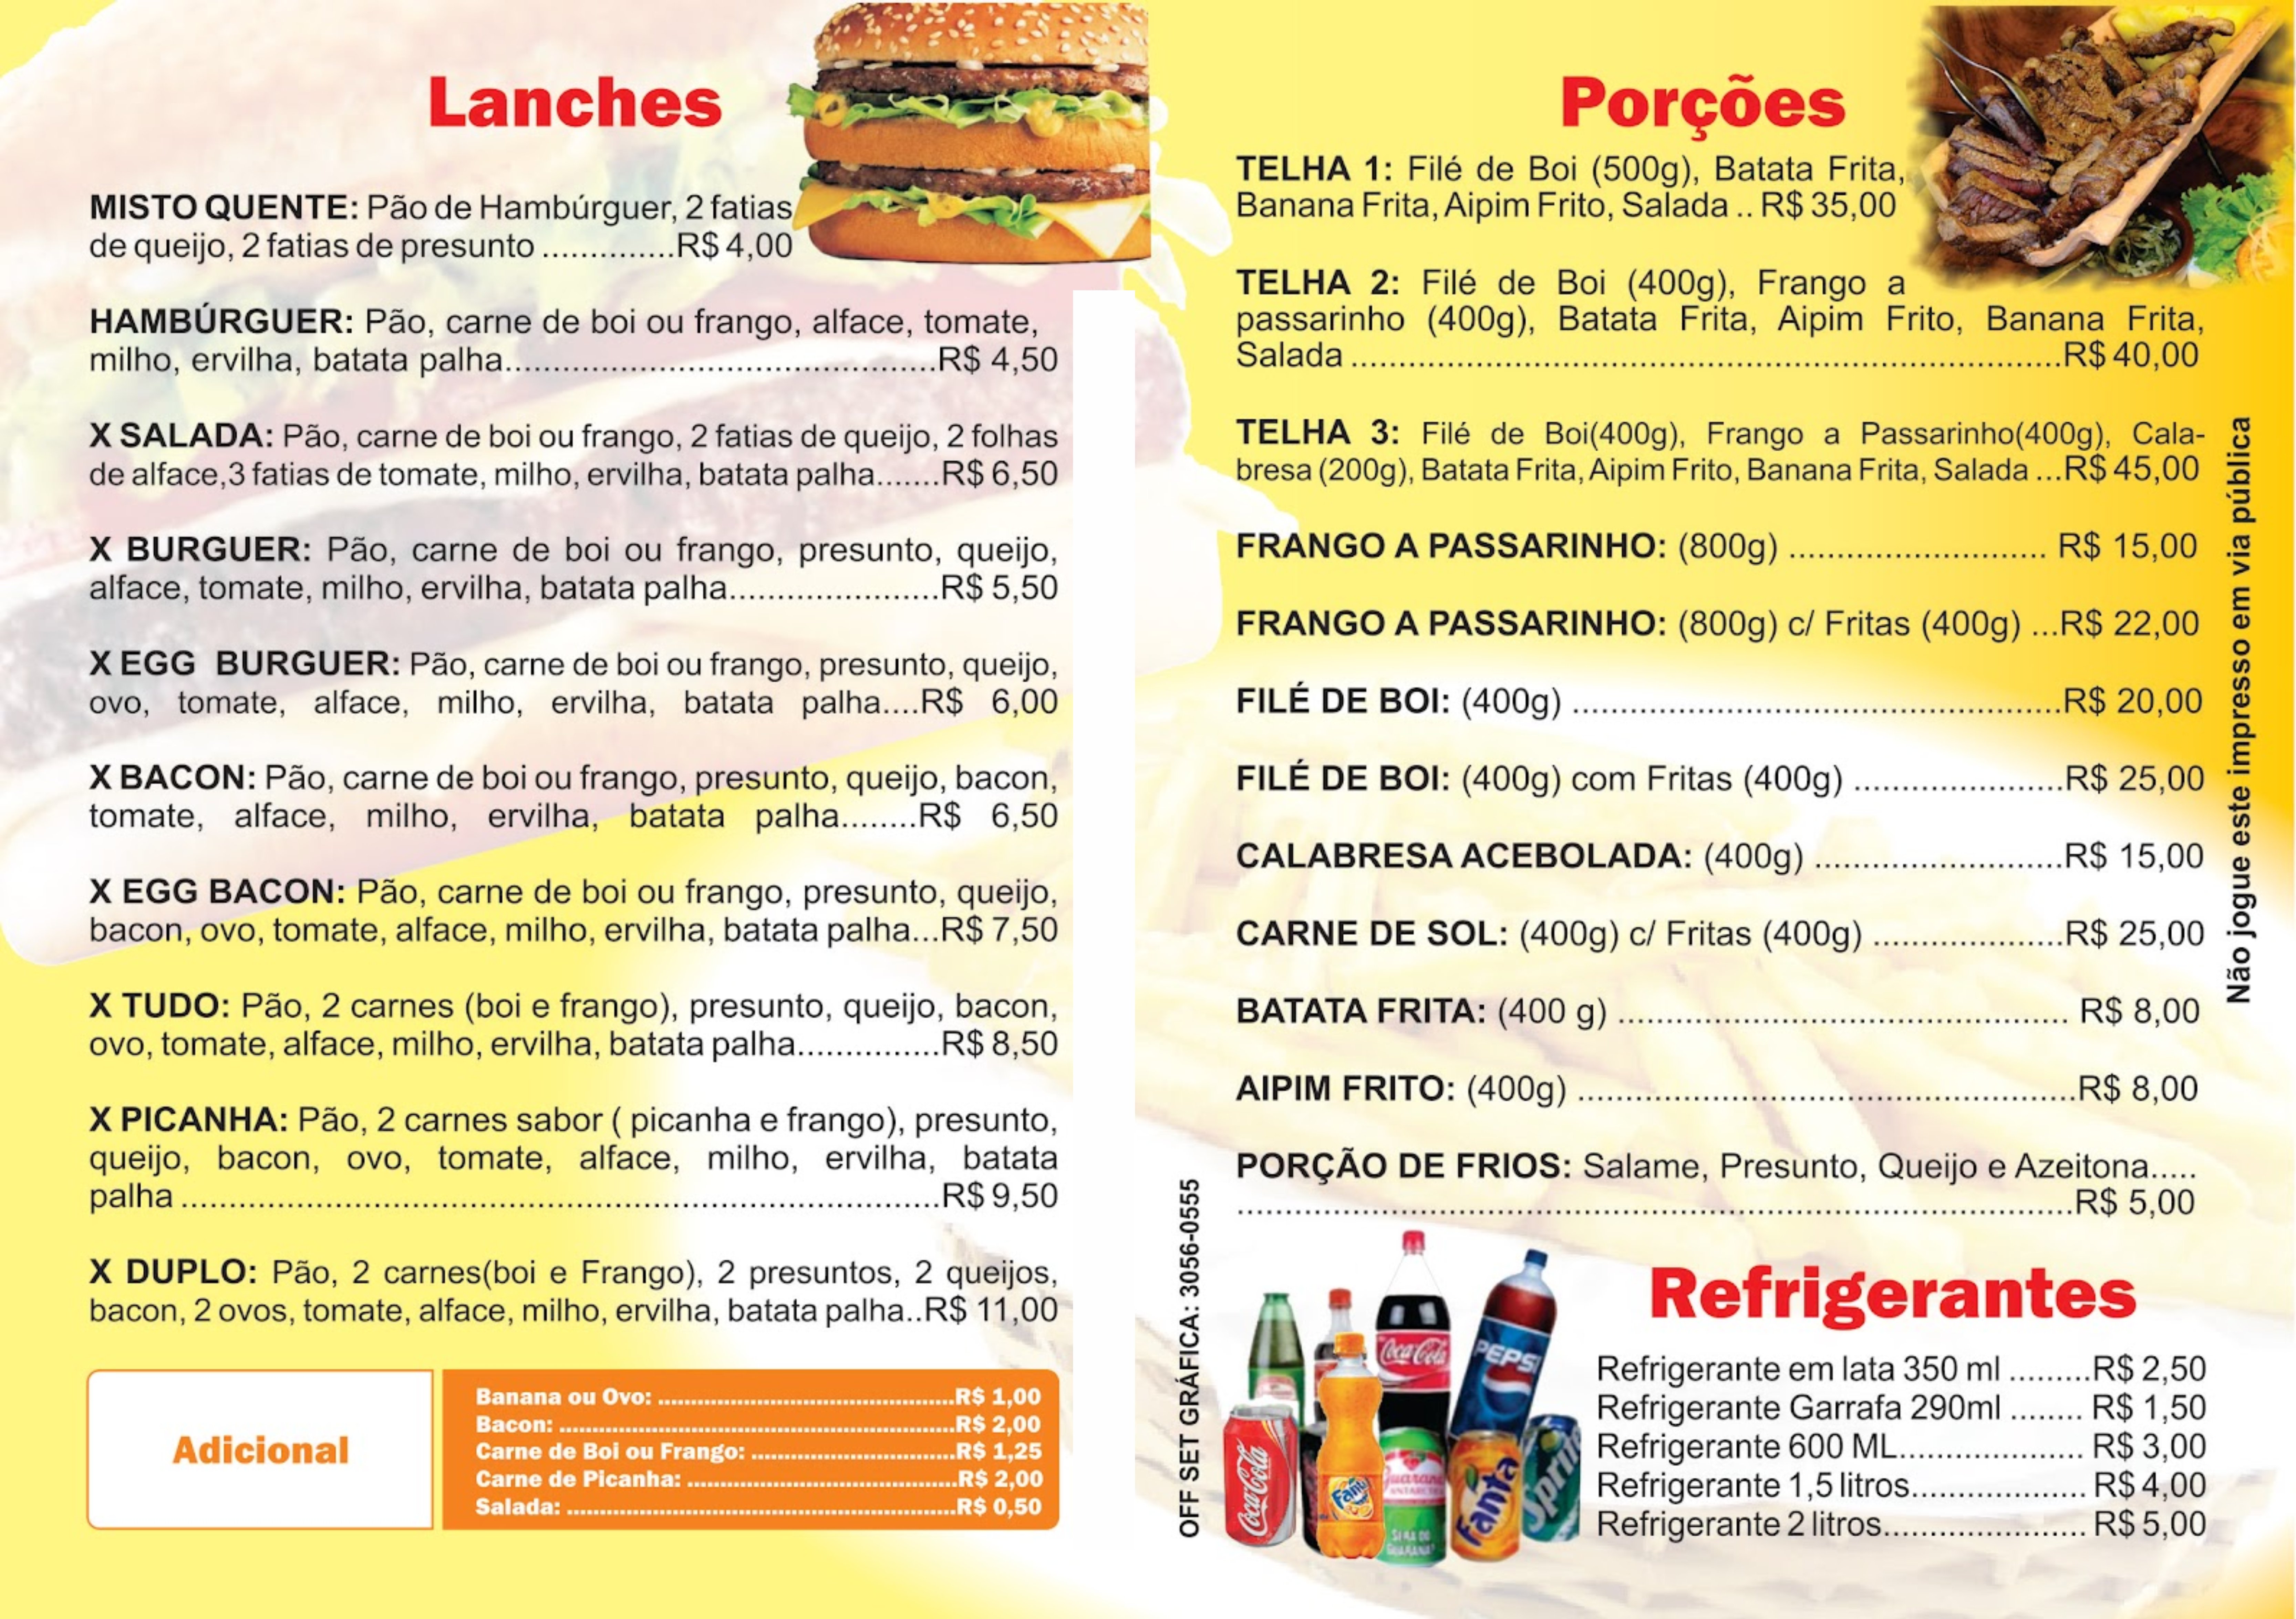 Lanches
MISTO QUENTE: Pão de Hambúrguer, 2 fatias
de queijo, 2 fatias de presunto ..............R$ 4,00
HAMBÚRGUER: Pão, carne de boi ou frango, alface, tomate,
milho, ervilha, batata palha.............................................R$ 4,50
X SALADA: Pão, carne de boi ou frango, 2 fatias de queijo, 2 folhas
de alface,3 fatias de tomate, milho, ervilha, batata palha.......R$ 6,50
X BURGUER: Pão, carne de boi ou frango, presunto, queijo,
alface, tomate, milho, ervilha, batata palha......................R$ 5,50
X EGG BURGUER: Pão, carne de boi ou frango, presunto, queijo,
ovo, tomate, alface, milho, ervilha, batata palha....R$ 6,00
X BACON: Pão, carne de boi ou frango, presunto, queijo, bacon,
tomate, alface, milho, ervilha, batata palha........R$ 6,50
X EGG BACON: Pão, carne de boi ou frango, presunto, queijo,
bacon, ovo, tomate, alface, milho, ervilha, batata palha...R$ 7,50
X TUDO: Pão, 2 carnes (boi e frango), presunto, queijo, bacon,
ovo, tomate, alface, milho, ervilha, batata palha...............R$ 8,50
X PICANHA: Pão, 2 carnes sabor ( picanha e frango), presunto,
queijo, bacon, ovo, tomate, alface, milho, ervilha, batata
palha ...............................................................................R$ 9,50
X DUPLO: Pão, 2 carnes(boi e Frango), 2 presuntos, 2 queijos,
bacon, 2 ovos, tomate, alface, milho, ervilha, batata palha..R$ 11,00
Adicional
Banana ou Ovo: ................................................R$ 1,00
Bacon: ................................................................R$ 2,00
Carne de Boi ou Frango: .................................R$ 1,25
Carne de Picanha: ............................................R$ 2,00
Salada: ...............................................................R$ 0,50
Porções
TELHA 1: Filé de Boi (500g), Batata Frita,
Banana Frita, Aipim Frito, Salada .. R$ 35,00
TELHA 2: Filé de Boi (400g), Frango a
passarinho (400g), Batata Frita, Aipim Frito, Banana Frita,
Salada ..........................................................................R$ 40,00
TELHA 3: Filé de Boi(400g), Frango a Passarinho(400g), Cala-
bresa (200g), Batata Frita, Aipim Frito, Banana Frita, Salada ...R$ 45,00
FRANGO A PASSARINHO: (800g) ........................... R$ 15,00
FRANGO A PASSARINHO: (800g) c/ Fritas (400g) ...R$ 22,00
FILÉ DE BOI: (400g) ...................................................R$ 20,00
FILÉ DE BOI: (400g) com Fritas (400g) ......................R$ 25,00
CALABRESA ACEBOLADA: (400g) ..........................R$ 15,00
CARNE DE SOL: (400g) c/ Fritas (400g) ....................R$ 25,00
BATATA FRITA: (400 g) ............................................... R$ 8,00
AIPIM FRITO: (400g) ....................................................R$ 8,00
PORÇÃO DE FRIOS: Salame, Presunto, Queijo e Azeitona.....
.......................................................................................R$ 5,00
Refrigerantes
Refrigerante em lata 350 ml .........R$ 2,50
Refrigerante Garrafa 290ml ........ R$ 1,50
Refrigerante 600 ML.................... R$ 3,00
Refrigerante 1,5 litros................... R$ 4,00
Refrigerante 2 litros...................... R$ 5,00
Não jogue este impresso em via pública
OFF SET GRÁFICA: 3056-0555
Coca-Cola
PEPSI
Coca-Cola
Fanta
Fanta
Sprite